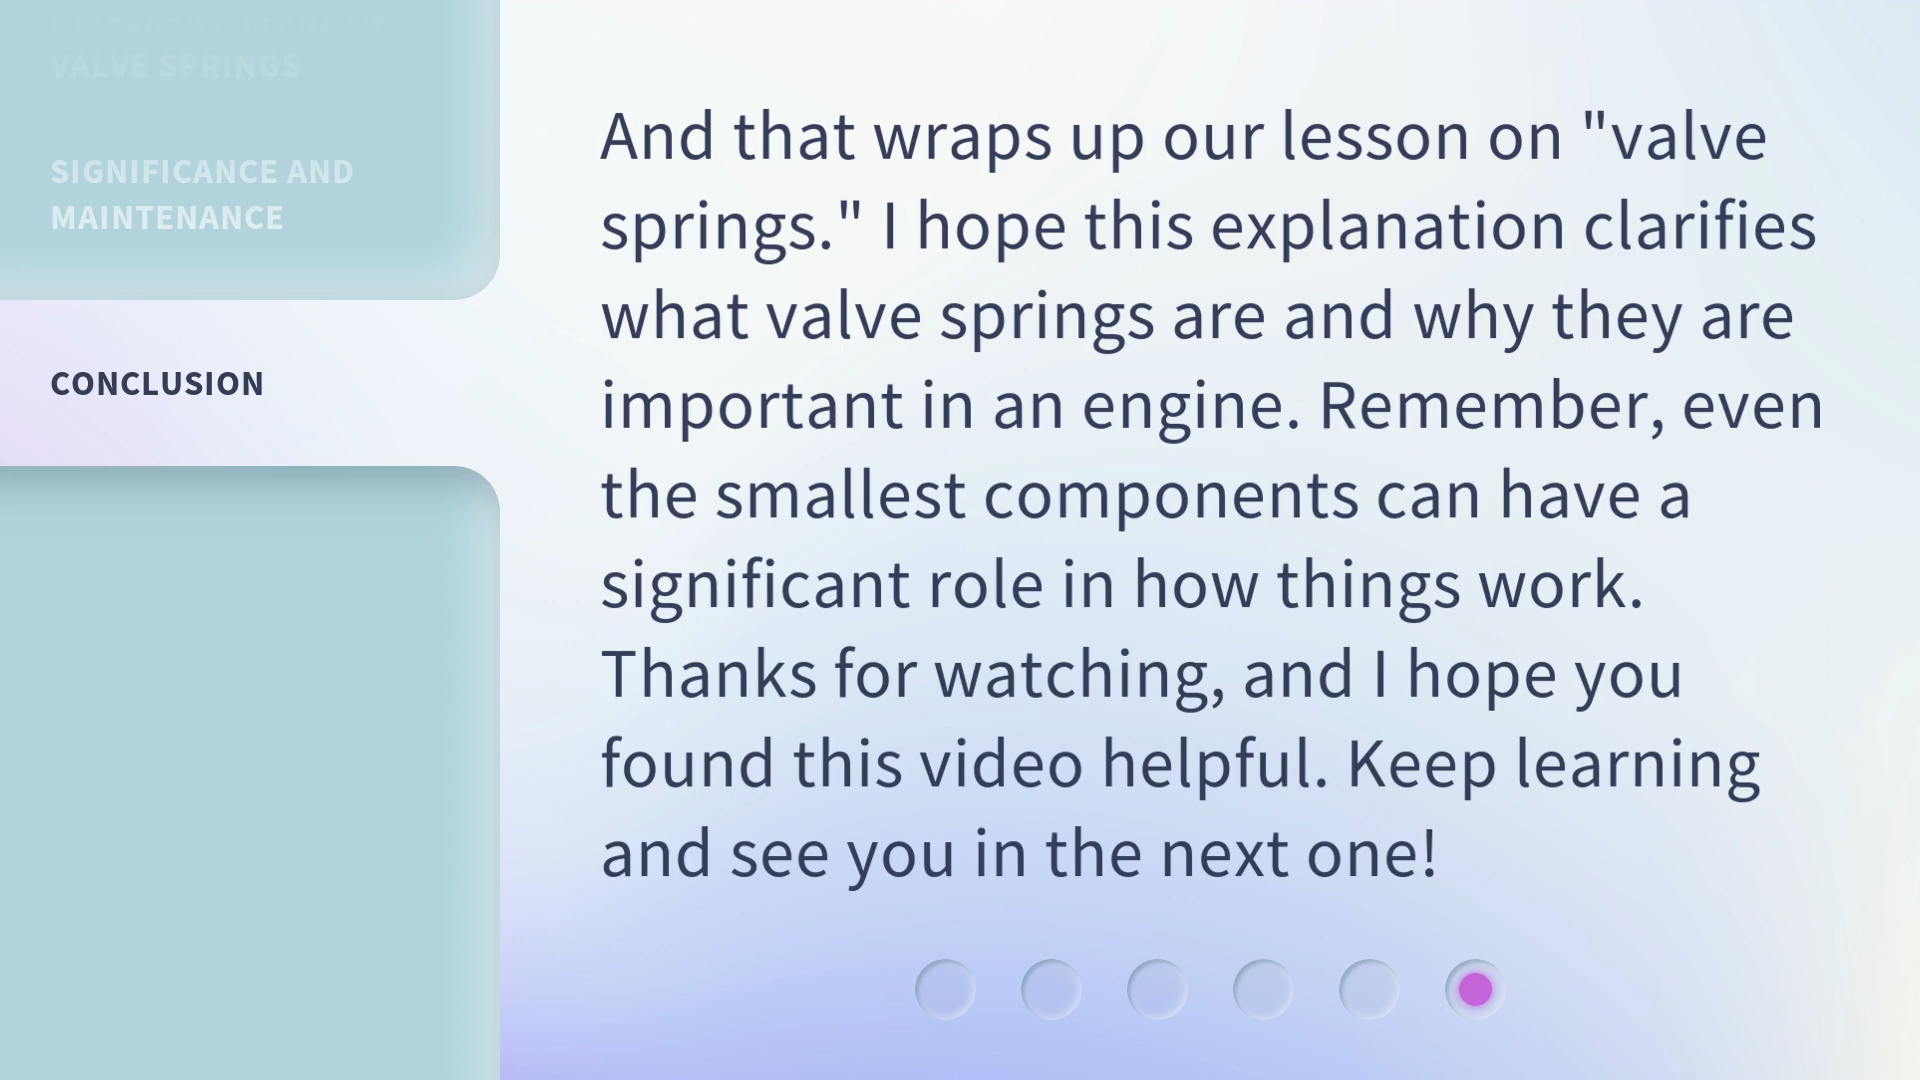 VALVE SPRINGS
SIGNIFICANCE AND
MAINTENANCE
CONCLUSION
And that wraps up our lesson on "valve
springs." I hope this explanation clarifies
what valve springs are and why they are
important in an engine. Remember, even
the smallest components can have a
significant role in how things work.
Thanks for watching, and I hope you
found this video helpful. Keep learning
and see you in the next one!